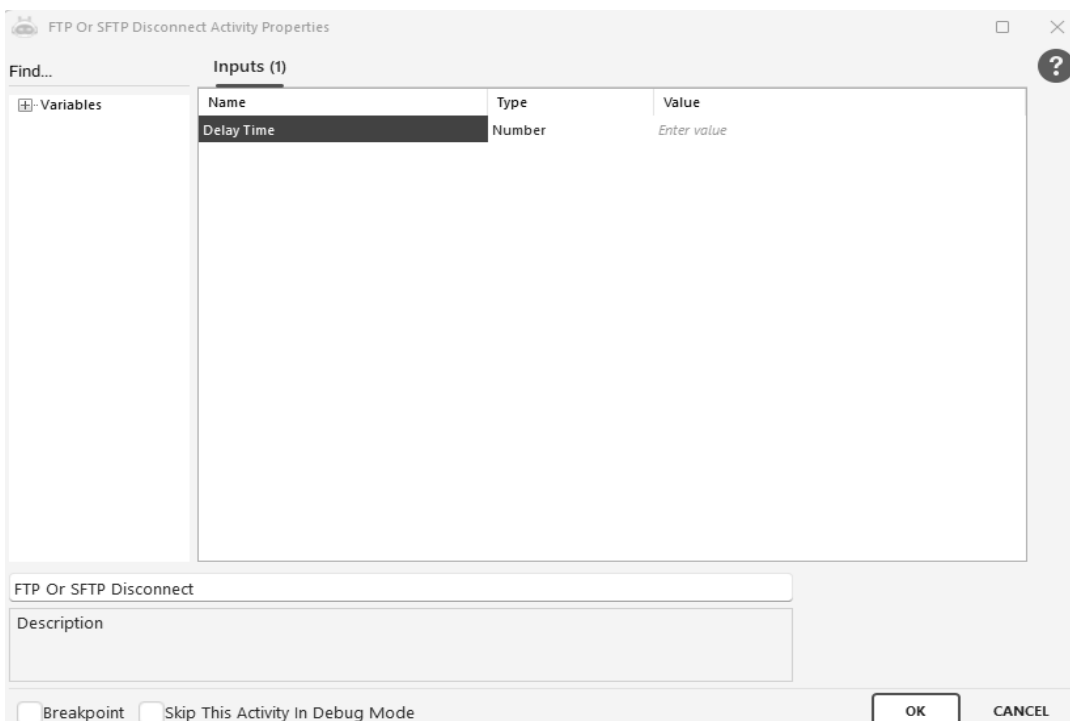 FTP Or SFTP Disconnect Activity Properties
Find...
Inputs (1)
?
Variables
Name Type Value
Delay Time Number Enter value
FTP Or SFTP Disconnect
Description
Breakpoint Skip This Activity In Debug Mode OK CANCEL